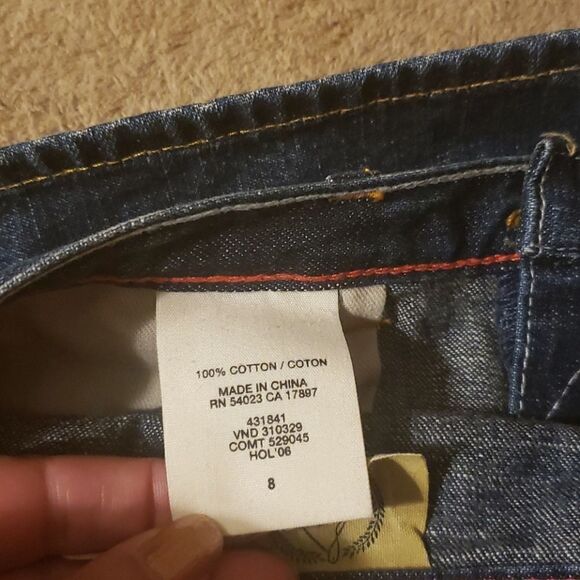 100% COTTON / COTON
MADE IN CHINA
RN 54023 CA 17897
431841
VND 310329
COMT 529045
HOL'06
8